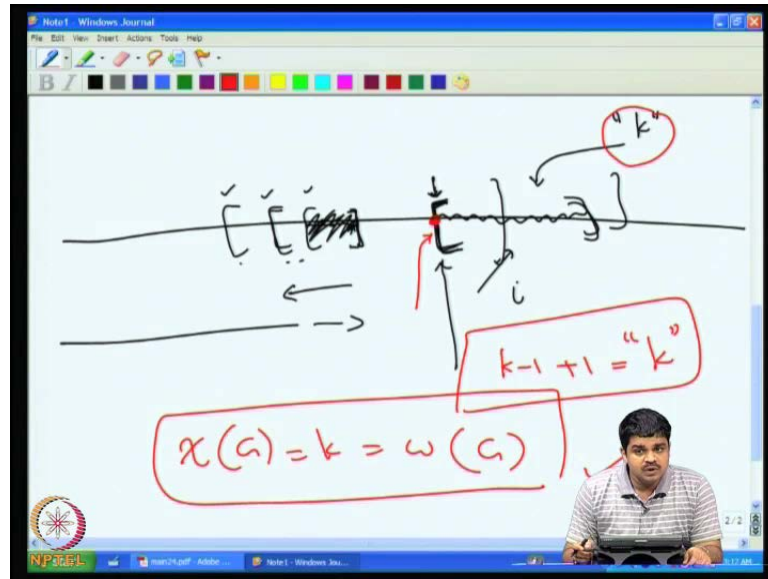 Note1 - Windows Journal
File Edit View Insert Actions Tools Help
B I
"k"
i
k-1 +1 = "k"
χ(G) = k = ω(G)
2/2
NPTEL
main24.pdf - Adobe ...
Note1 - Windows Jou...